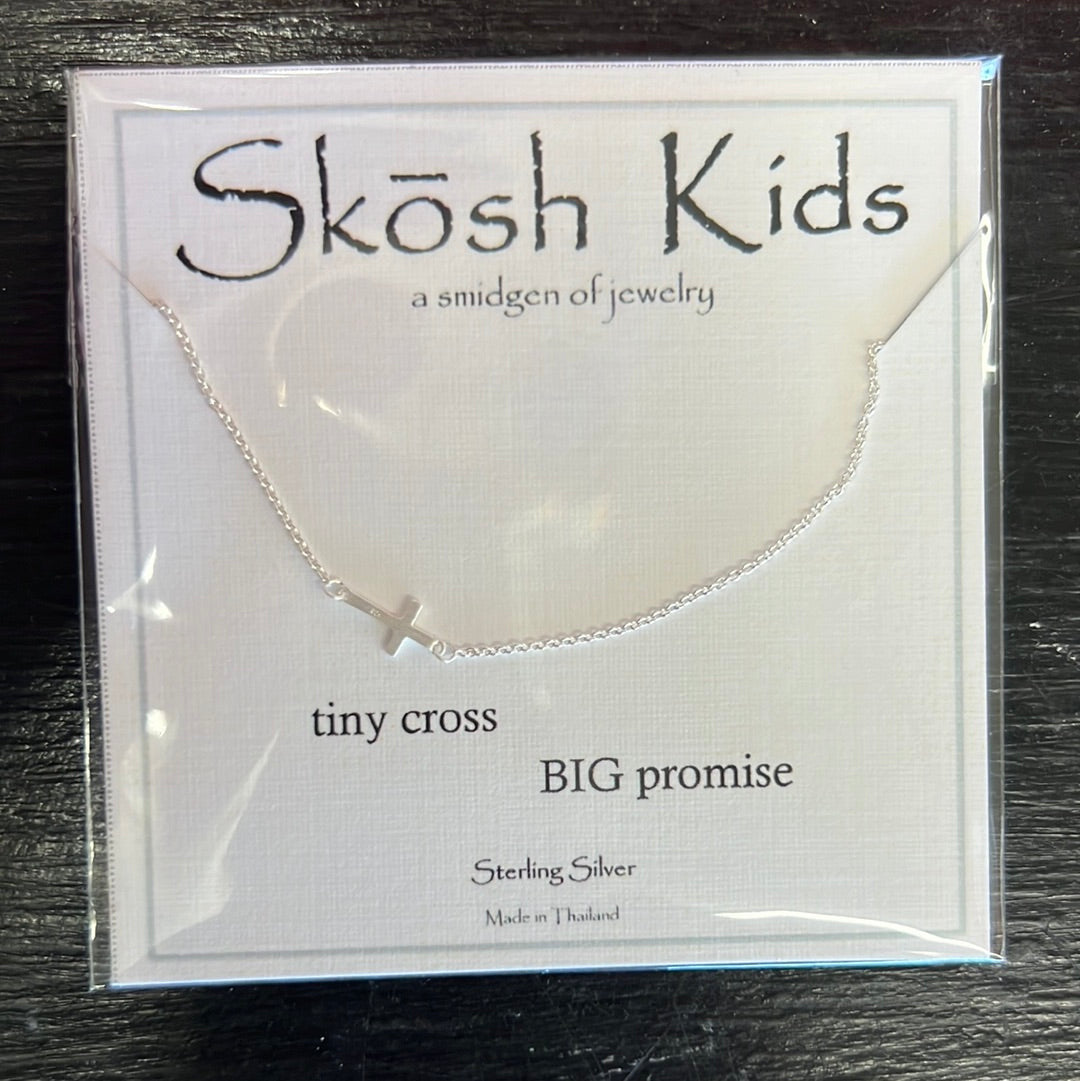 Skōsh Kids
a smidgen of jewelry
tiny cross
BIG promise
Sterling Silver
Made in Thailand